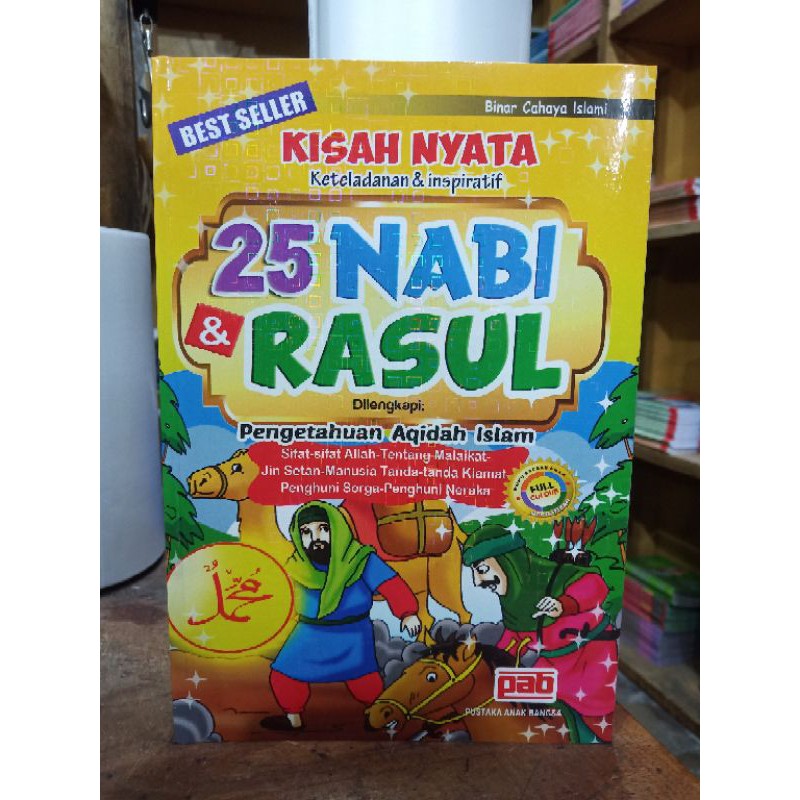 Binar Cahaya Islami
BEST SELLER
KISAH NYATA
Keteladanan & inspiratif
25 NABI
& RASUL
Dilengkapi:
Pengetahuan Aqidah Islam
Sifat-sifat Allah-Tentang Malaikat-
Jin Setan-Manusia Tanda-tanda Kiamat-
Penghuni Sorga-Penghuni Neraka
FULL
COLOUR
محمد
pab
PUSTAKA ANAK BANGSA